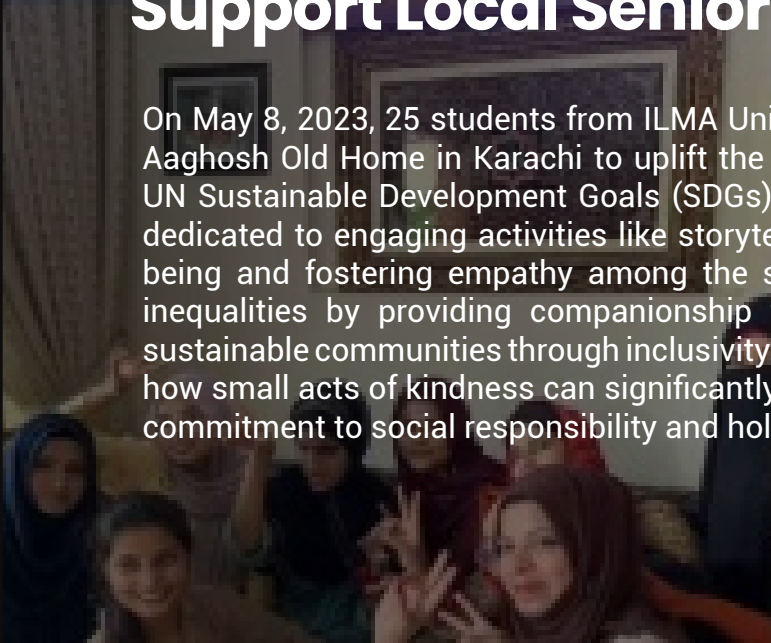 Support Local Senior
On May 8, 2023, 25 students from ILMA Uni
Aaghosh Old Home in Karachi to uplift the
UN Sustainable Development Goals (SDGs)
dedicated to engaging activities like storyte
being and fostering empathy among the s
inequalities by providing companionship
sustainable communities through inclusivity
how small acts of kindness can significantly
commitment to social responsibility and hol